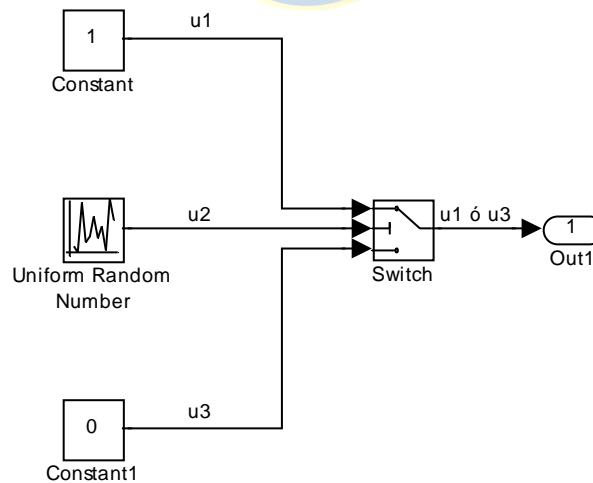 u1
1
Constant
u2
u1 ó u3
1
Uniform Random
Number
Switch
Out1
u3
0
Constant1